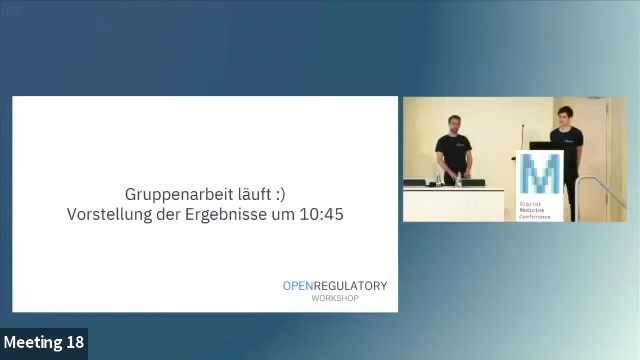 Gruppenarbeit läuft :)
Vorstellung der Ergebnisse um 10:45
OPENREGULATORY
WORKSHOP
Digital
Medicine
Conference
Meeting 18